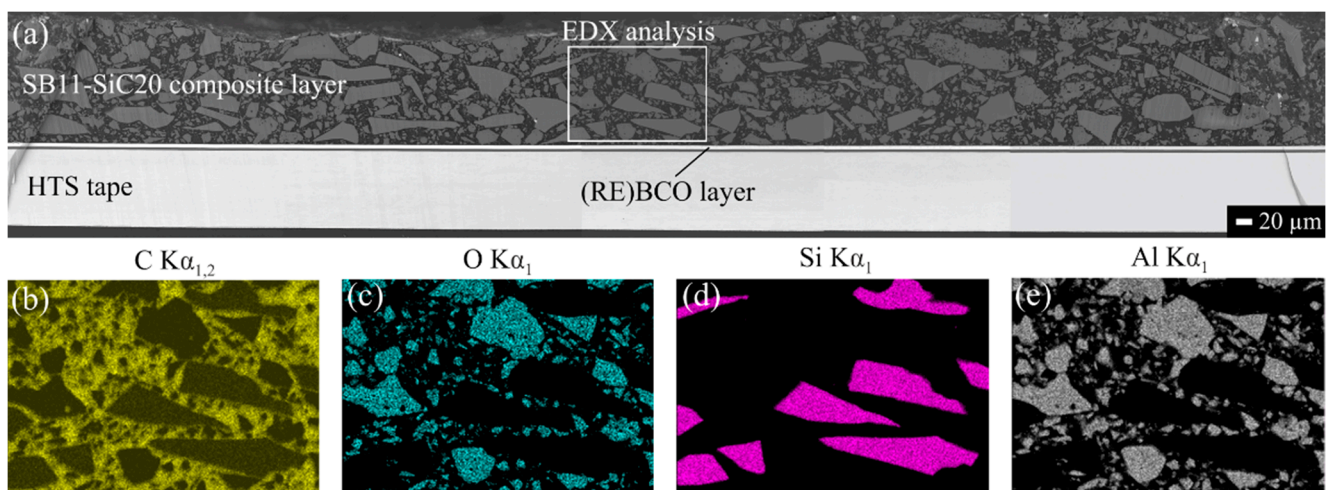 (a)
EDX analysis
SB11-SiC20 composite layer
HTS tape
(RE)BCO layer
20 µm
C Kα1,2
O Kα1
Si Kα1
Al Kα1
(b)
(c)
(d)
(e)